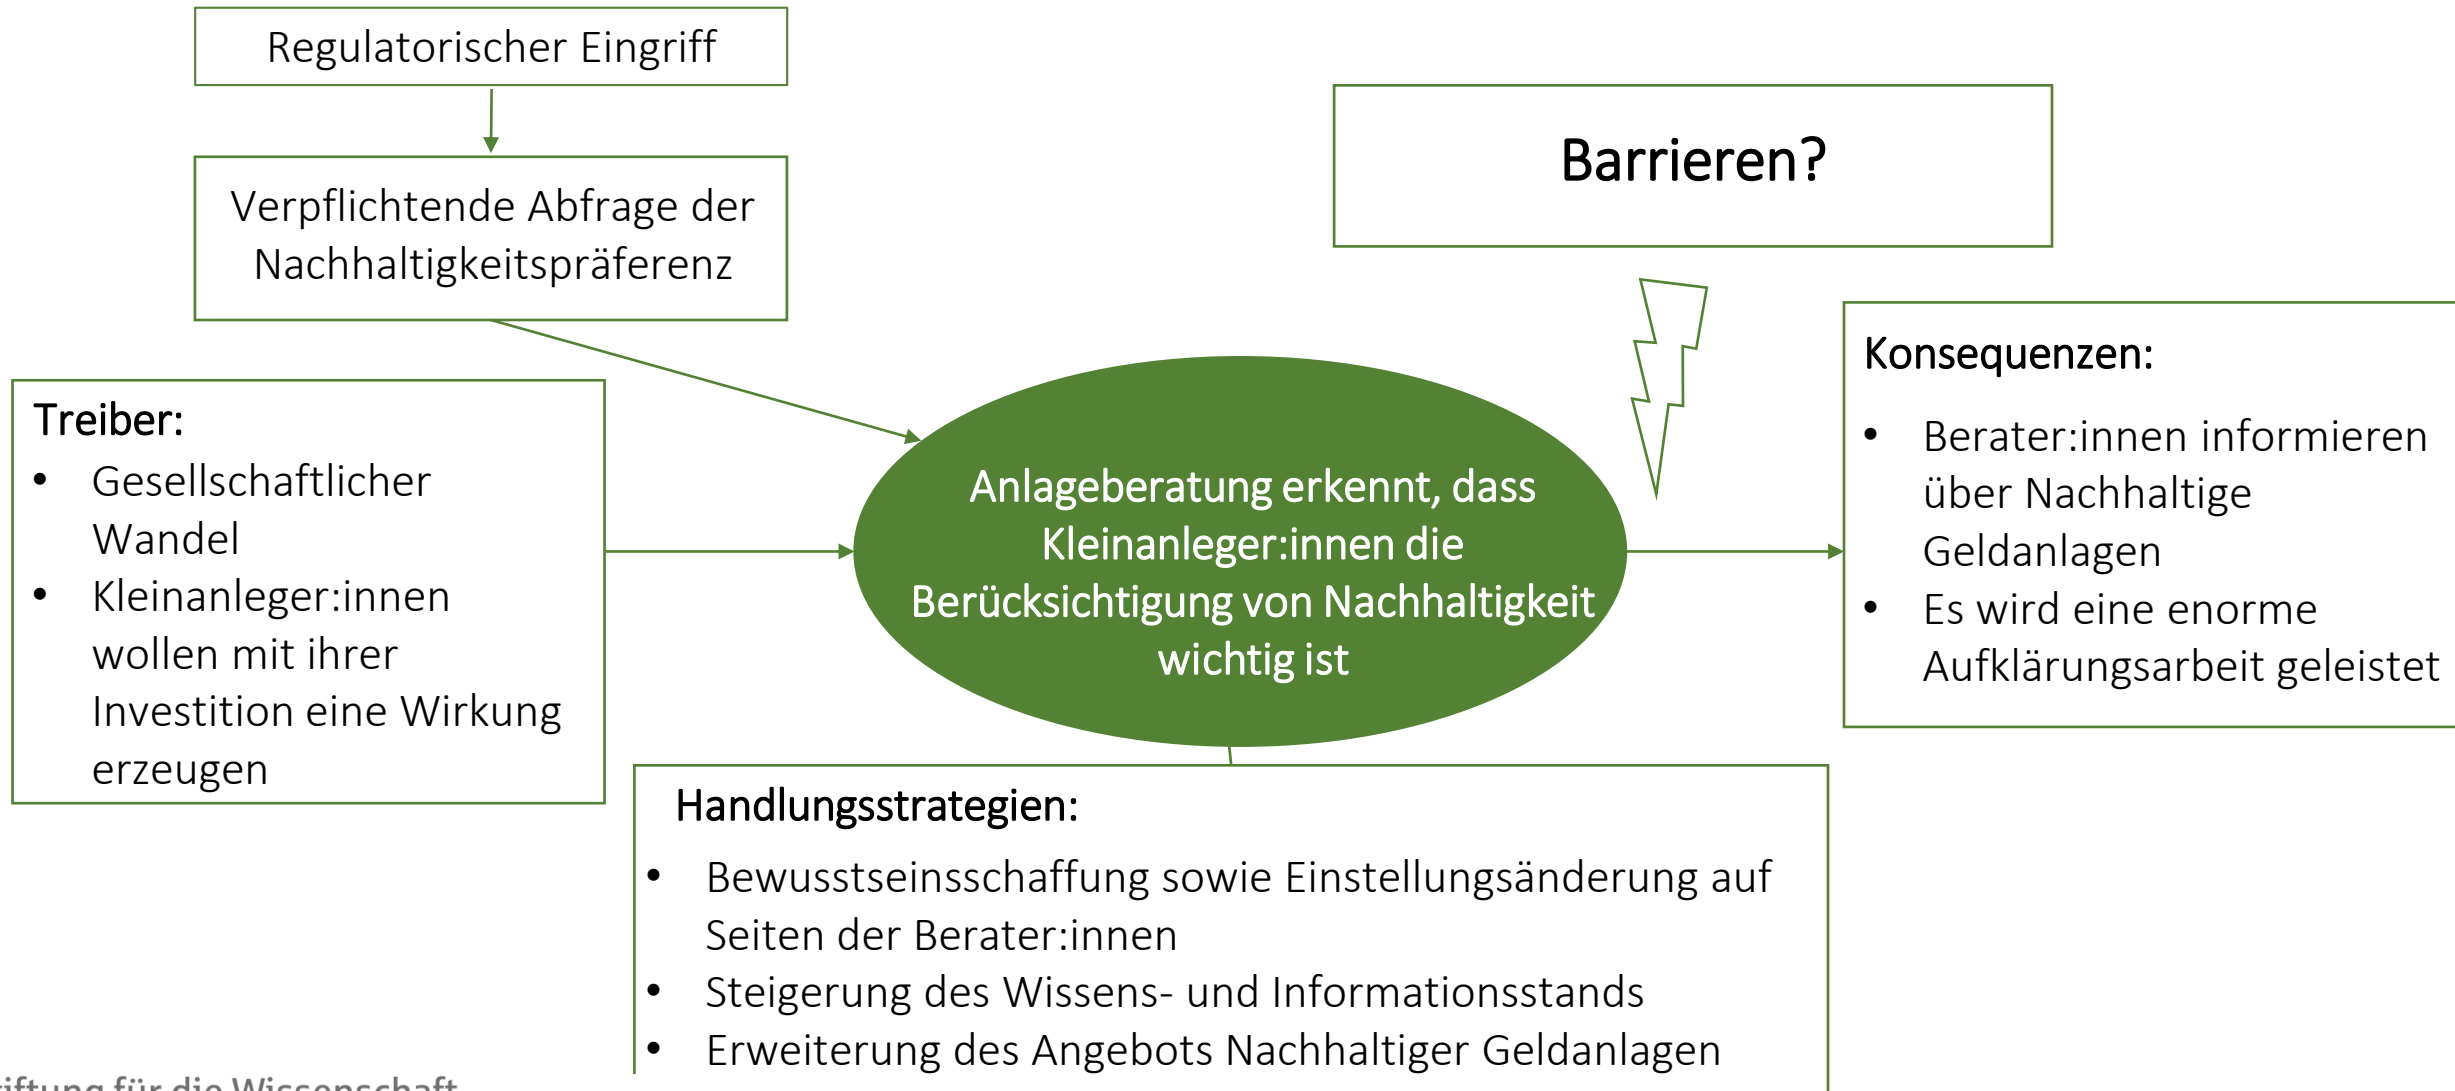 Regulatorischer Eingriff
Verpflichtende Abfrage der
Nachhaltigkeitspräferenz
Barrieren?
Treiber:
• Gesellschaftlicher
Wandel
• Kleinanleger:innen
wollen mit ihrer
Investition eine Wirkung
erzeugen
Anlageberatung erkennt, dass
Kleinanleger:innen die
Berücksichtigung von Nachhaltigkeit
wichtig ist
Konsequenzen:
• Berater:innen informieren
über Nachhaltige
Geldanlagen
• Es wird eine enorme
Aufklärungsarbeit geleistet
Handlungsstrategien:
• Bewusstseinsschaffung sowie Einstellungsänderung auf
Seiten der Berater:innen
• Steigerung des Wissens- und Informationsstands
• Erweiterung des Angebots Nachhaltiger Geldanlagen
für die Wissenschaft